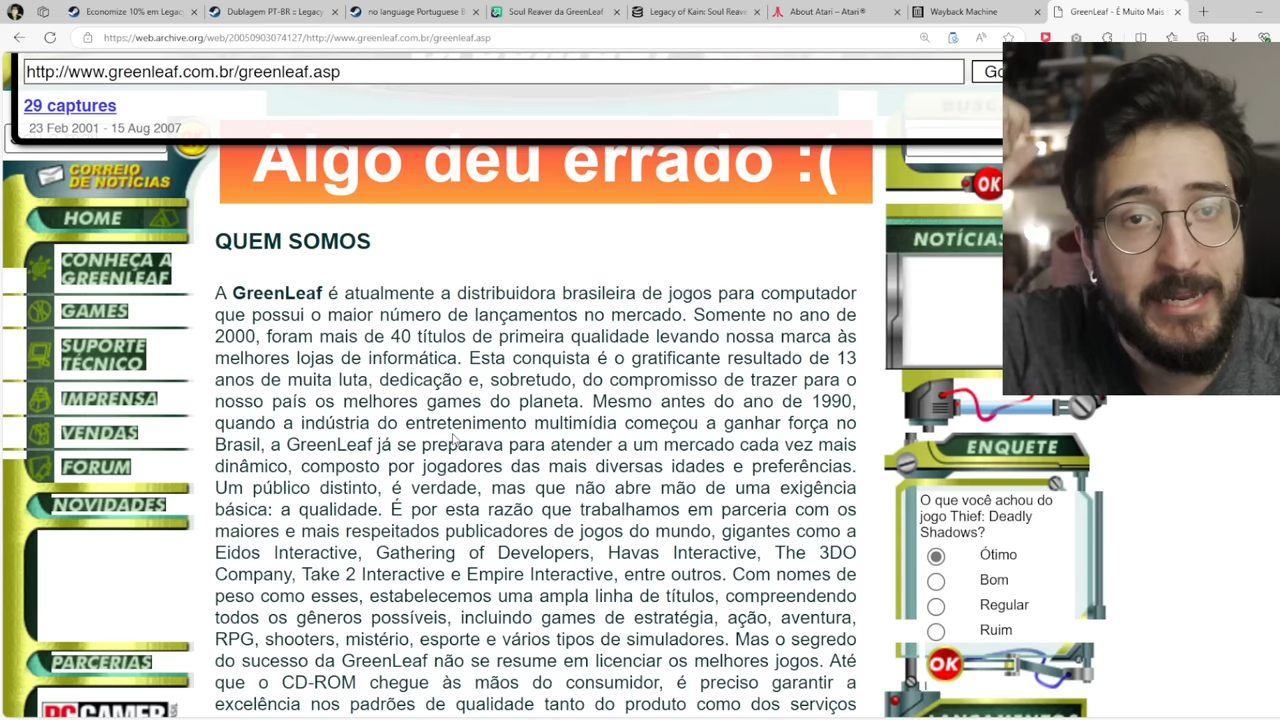 Economize 10% em Legacy
Dublagem PT-BR :: Legacy
no language Portuguese B
Soul Reaver da GreenLeaf
Legacy of Kain: Soul Reave
About Atari – Atari®
Wayback Machine
GreenLeaf - É Muito Mais
https://web.archive.org/web/20050903074127/http://www.greenleaf.com.br/greenleaf.asp
http://www.greenleaf.com.br/greenleaf.asp
Go
29 captures
23 Feb 2001 - 15 Aug 2007
Algo deu errado :(
CORREIO
DE NOTÍCIAS
HOME
CONHEÇA A
GREENLEAF
GAMES
SUPORTE
TÉCNICO
IMPRENSA
VENDAS
FORUM
NOVIDADES
PARCERIAS
PC GAMER
QUEM SOMOS
A GreenLeaf é atualmente a distribuidora brasileira de jogos para computador
que possui o maior número de lançamentos no mercado. Somente no ano de
2000, foram mais de 40 títulos de primeira qualidade levando nossa marca às
melhores lojas de informática. Esta conquista é o gratificante resultado de 13
anos de muita luta, dedicação e, sobretudo, do compromisso de trazer para o
nosso país os melhores games do planeta. Mesmo antes do ano de 1990,
quando a indústria do entretenimento multimídia começou a ganhar força no
Brasil, a GreenLeaf já se preparava para atender a um mercado cada vez mais
dinâmico, composto por jogadores das mais diversas idades e preferências.
Um público distinto, é verdade, mas que não abre mão de uma exigência
básica: a qualidade. É por esta razão que trabalhamos em parceria com os
maiores e mais respeitados publicadores de jogos do mundo, gigantes como a
Eidos Interactive, Gathering of Developers, Havas Interactive, The 3DO
Company, Take 2 Interactive e Empire Interactive, entre outros. Com nomes de
peso como esses, estabelecemos uma ampla linha de títulos, compreendendo
todos os gêneros possíveis, incluindo games de estratégia, ação, aventura,
RPG, shooters, mistério, esporte e vários tipos de simuladores. Mas o segredo
do sucesso da GreenLeaf não se resume em licenciar os melhores jogos. Até
que o CD-ROM chegue às mãos do consumidor, é preciso garantir a
excelência nos padrões de qualidade tanto do produto como dos serviços
OK
NOTÍCIAS
ENQUETE
O que você achou do
jogo Thief: Deadly
Shadows?
Ótimo
Bom
Regular
Ruim
OK